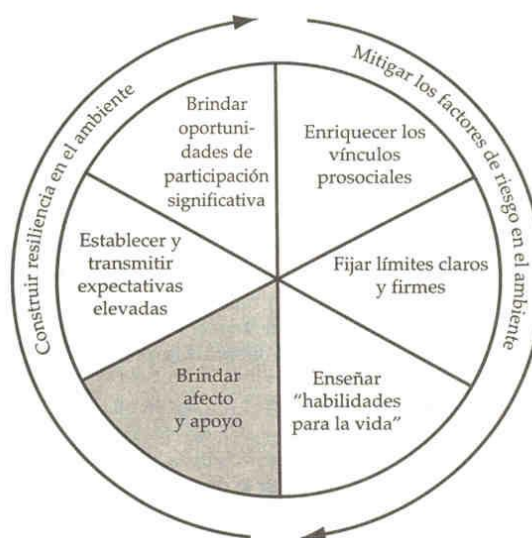 Construir resiliencia en el ambiente
Mitigar los factores de riesgo en el ambiente
Brindar
oportuni-
dades de
participación
significativa
Enriquecer los
vínculos
prosociales
Fijar límites claros
y firmes
Enseñar
“habilidades
para la vida”
Brindar
afecto
y apoyo
Establecer y
transmitir
expectativas
elevadas